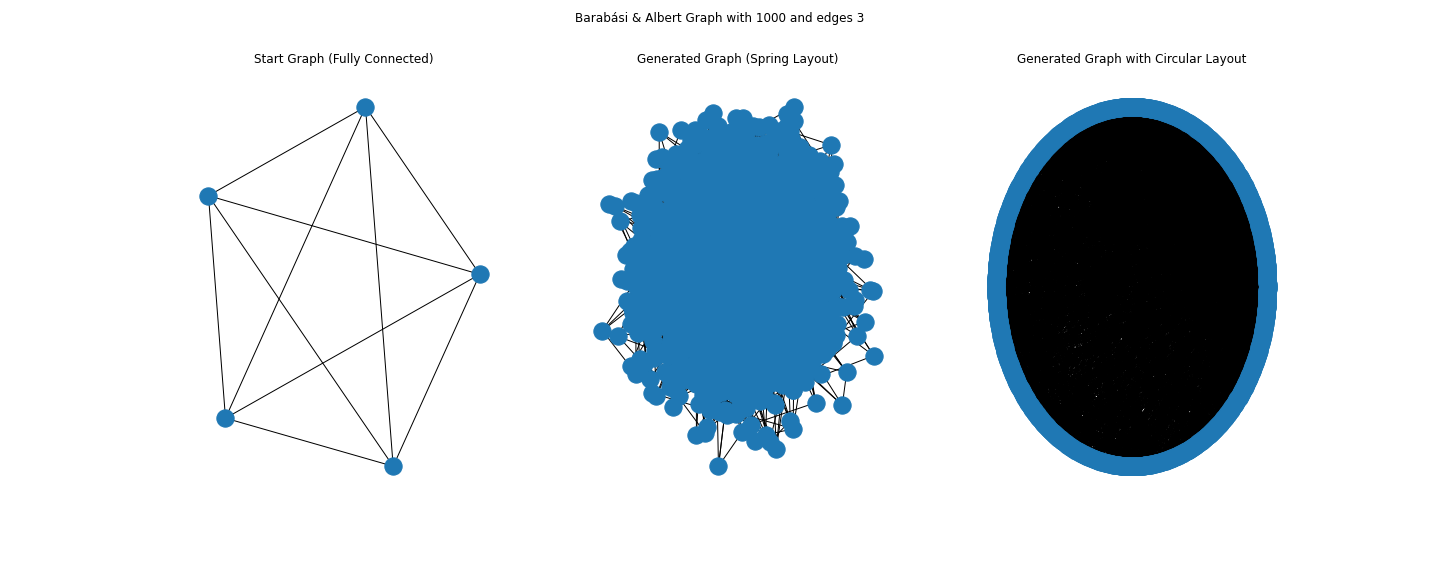 Barabási & Albert Graph with 1000 and edges 3
Start Graph (Fully Connected)
Generated Graph (Spring Layout)
Generated Graph with Circular Layout